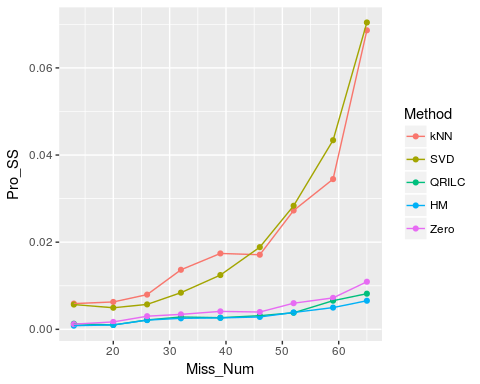 0.06
0.04
0.02
0.00
Pro_SS
20
30
40
50
60
Miss_Num
Method
kNN
SVD
QRILC
HM
Zero